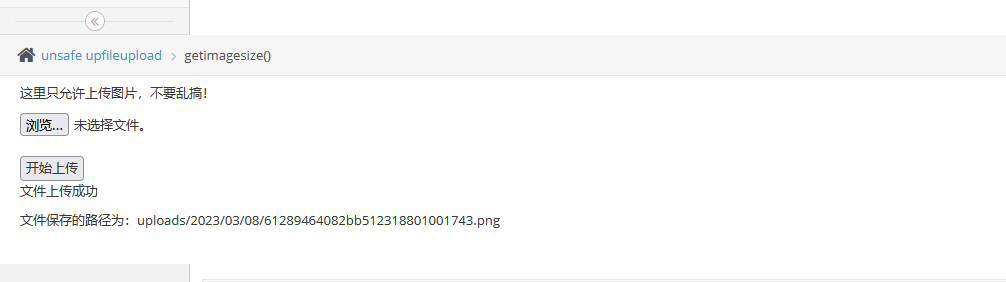 unsafe upfileupload > getimagesize()
这里只允许上传图片，不要乱搞！
浏览... 未选择文件。
开始上传
文件上传成功
文件保存的路径为：uploads/2023/03/08/61289464082bb512318801001743.png